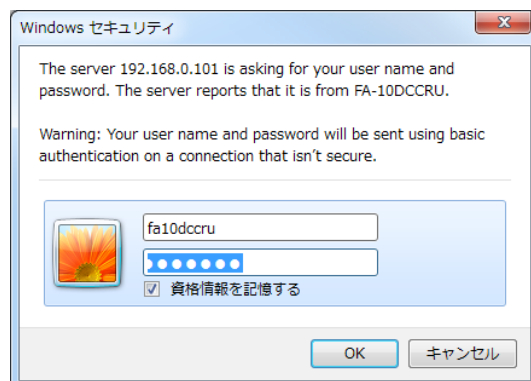 Windows セキュリティ
The server 192.168.0.101 is asking for your user name and
password. The server reports that it is from FA-10DCCRU.
Warning: Your user name and password will be sent using basic
authentication on a connection that isn't secure.
fa10dccru
●●●●●●●
資格情報を記憶する
OK
キャンセル